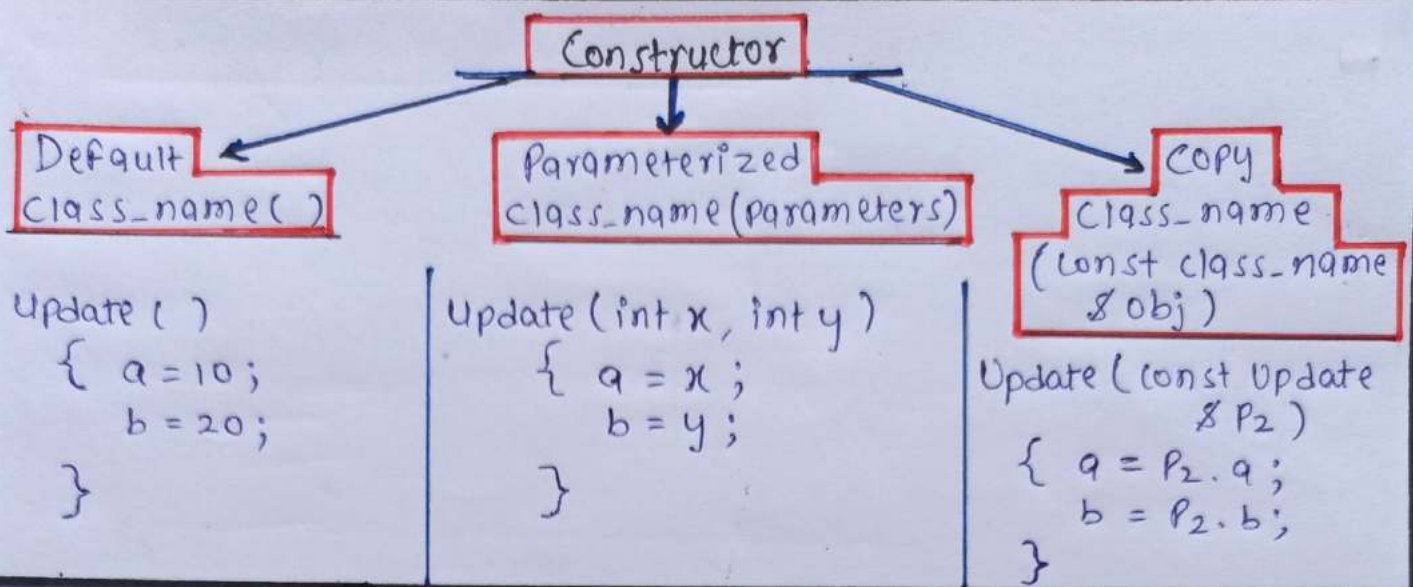 Constructor
Default
class_name( )
Parameterized
class_name(parameters)
Copy
class_name
(const class_name
& obj)
Update ( )
{ a = 10;
b = 20;
}
Update (int x, int y)
{ a = x ;
b = y ;
}
Update (const Update
& P2 )
{ a = P2. a ;
b = P2. b ;
}